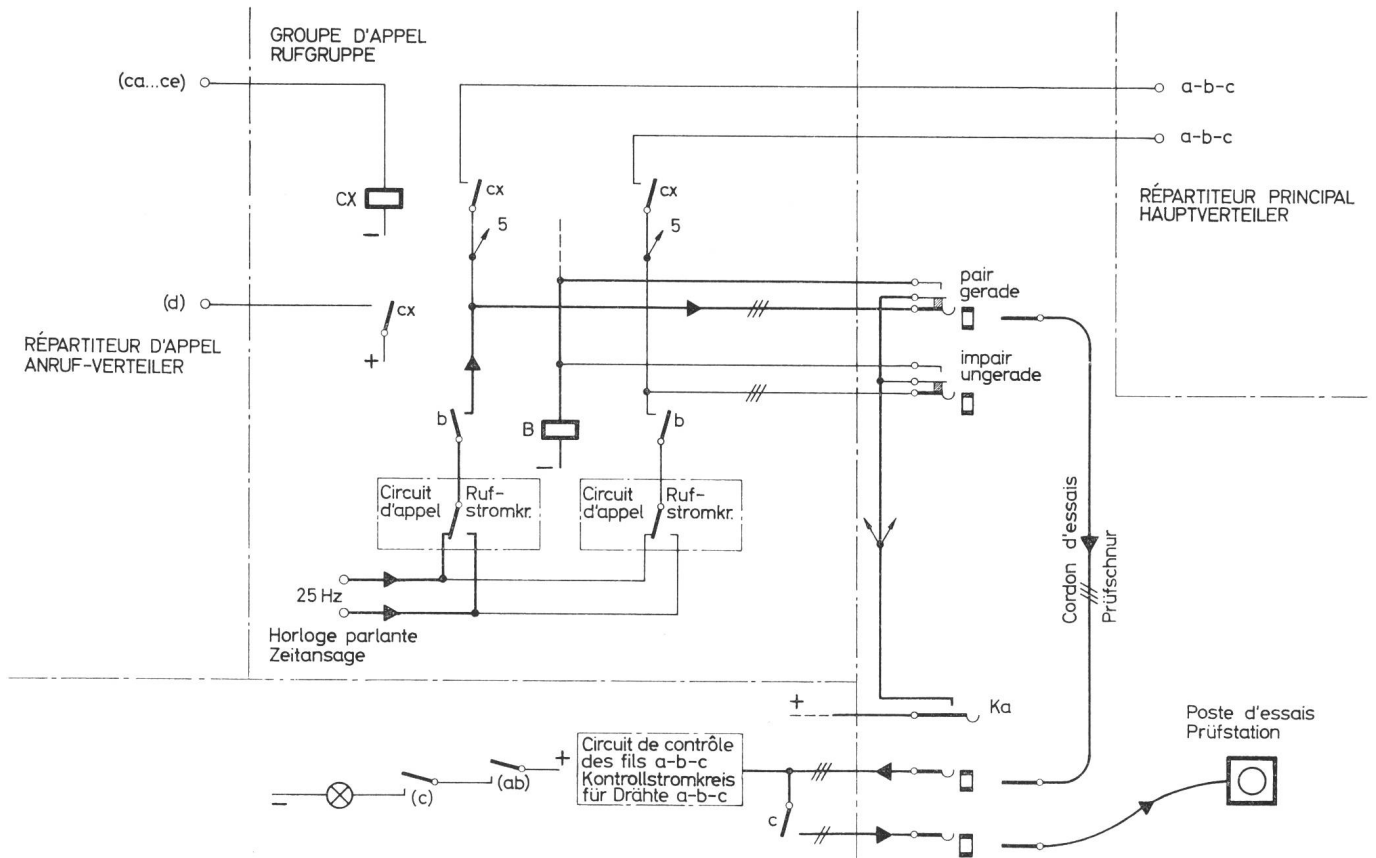 GROUPE D'APPEL
RUFGRUPPE
(ca...ce)
a-b-c
a-b-c
CX
−
cx
cx
5
5
RÉPARTITEUR PRINCIPAL
HAUPTVERTEILER
(d)
cx
+
pair
gerade
RÉPARTITEUR D'APPEL
ANRUF-VERTEILER
impair
ungerade
b
B
−
b
Circuit
d'appel
Ruf-
stromkr.
Circuit
d'appel
Ruf-
stromkr.
Cordon d'essais
Prüfschnur
25 Hz
Horloge parlante
Zeitansage
+
Ka
Poste d'essais
Prüfstation
−
(c)
(ab)
+
Circuit de contrôle
des fils a-b-c
Kontrollstromkreis
für Drähte a-b-c
c